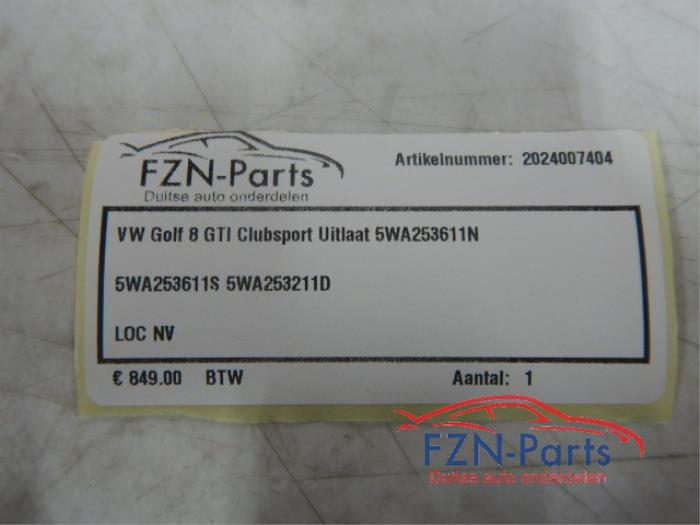 FZN-Parts
Duitse auto onderdelen
Artikelnummer: 2024007404
VW Golf 8 GTI Clubsport Uitlaat 5WA253611N
5WA253611S 5WA253211D
LOC NV
€ 849.00 BTW Aantal: 1
FZN-Parts
Duitse auto onderdelen